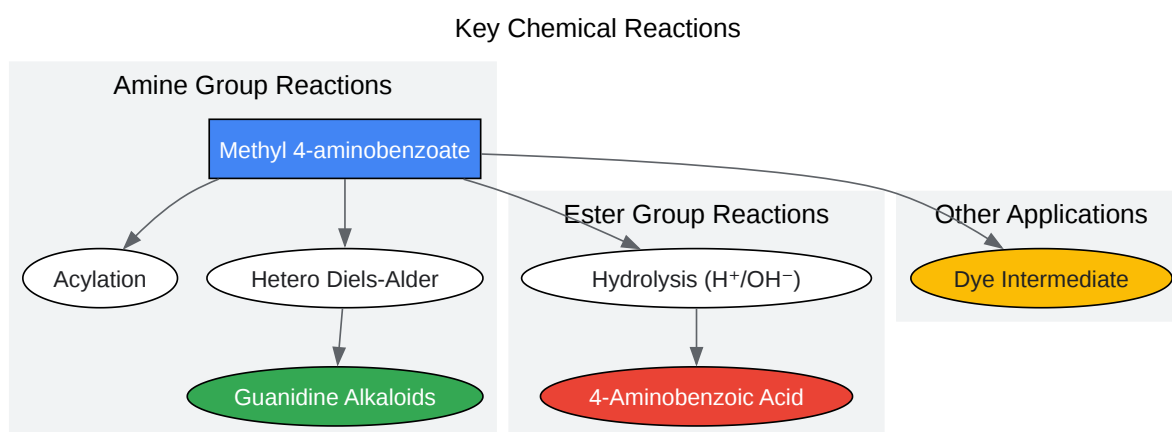 Key Chemical Reactions
Amine Group Reactions
Methyl 4-aminobenzoate
Ester Group Reactions
Other Applications
Acylation
Hetero Diels-Alder
Hydrolysis (H⁺/OH⁻)
Dye Intermediate
Guanidine Alkaloids
4-Aminobenzoic Acid